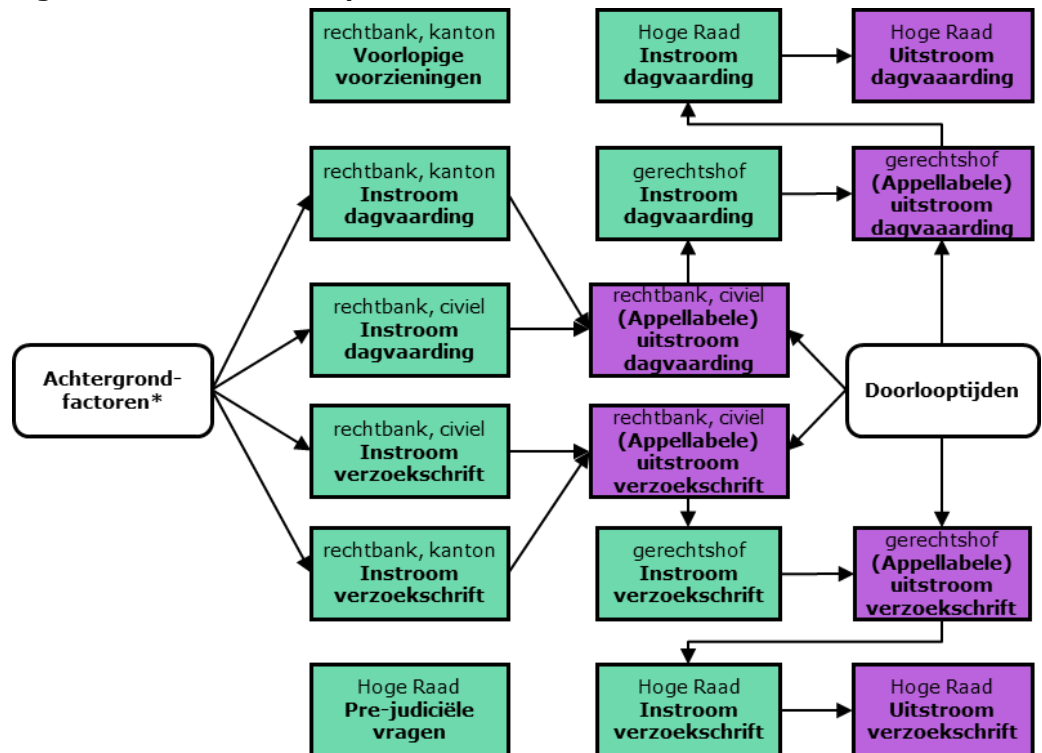 rechtbank, kanton
Voorlopige
voorzieningen
Hoge Raad
Instroom
dagvaarding
Hoge Raad
Uitstroom
dagvaaarding
rechtbank, kanton
Instroom
dagvaarding
gerechtshof
Instroom
dagvaarding
gerechtshof
(Appellabele)
uitstroom
dagvaaarding
rechtbank, civiel
Instroom
dagvaarding
rechtbank, civiel
(Appellabele)
uitstroom
dagvaarding
Achtergrond-
factoren*
Doorlooptijden
rechtbank, civiel
Instroom
verzoekschrift
rechtbank, civiel
(Appellabele)
uitstroom
verzoekschrift
rechtbank, kanton
Instroom
verzoekschrift
gerechtshof
Instroom
verzoekschrift
gerechtshof
(Appellabele)
uitstroom
verzoekschrift
Hoge Raad
Pre-judiciële
vragen
Hoge Raad
Instroom
verzoekschrift
Hoge Raad
Uitstroom
verzoekschrift